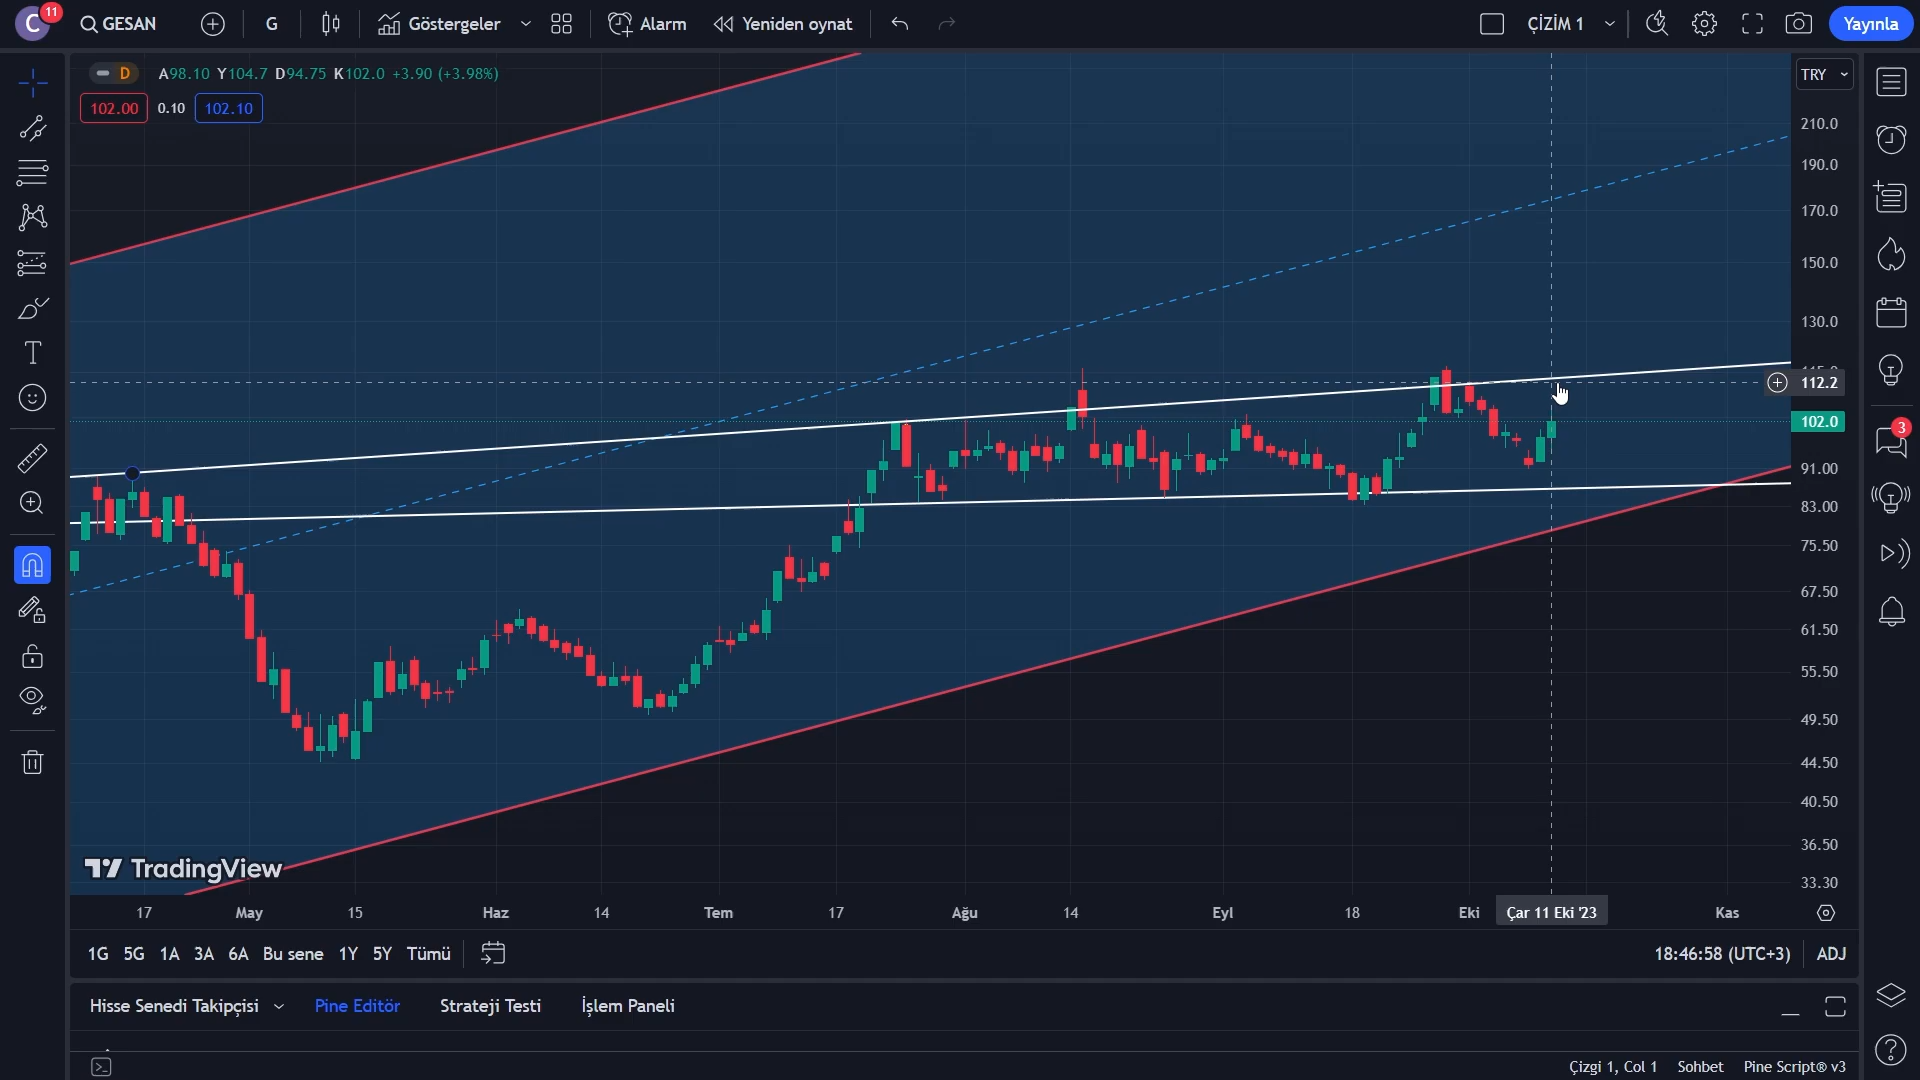 C 11 GESAN G Göstergeler Alarm Yeniden oynat ÇİZİM 1 Yayınla
D A98.10 Y104.7 D94.75 K102.0 +3.90 (+3.98%)
TRY
102.00 0.10 102.10
210.0
190.0
170.0
150.0
130.0
112.2
102.0
91.00
83.00
75.50
67.50
61.50
55.50
49.50
44.50
40.50
36.50
33.30
3
TradingView
17 May 15 Haz 14 Tem 17 Ağu 14 Eyl 18 Eki Çar 11 Eki '23 Kas
1G 5G 1A 3A 6A Bu sene 1Y 5Y Tümü 18:46:58 (UTC+3) ADJ
Hisse Senedi Takipçisi Pine Editör Strateji Testi İşlem Paneli
Çizgi 1, Col 1 Sohbet Pine Script® v3